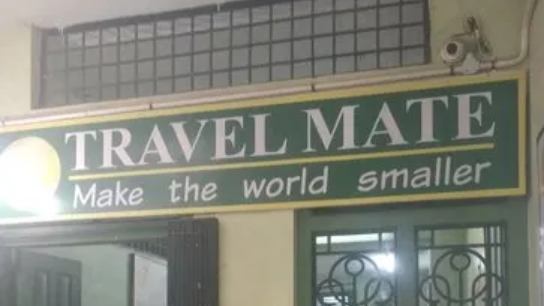 TRAVEL MATE
Make the world smaller